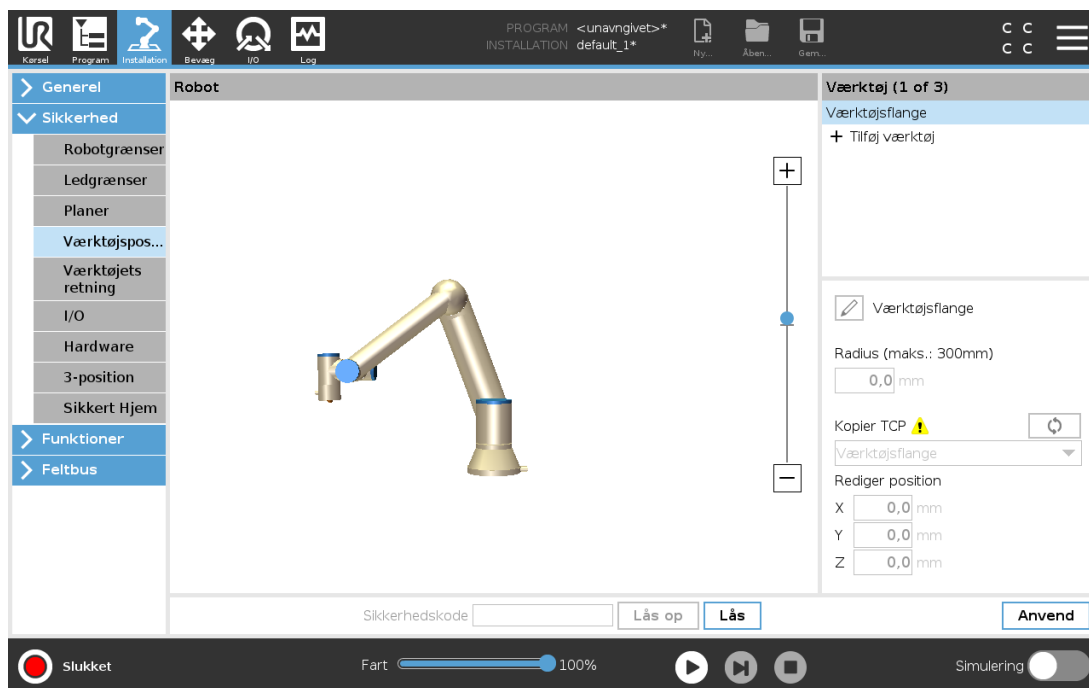 PROGRAM <unavngivet>*
INSTALLATION default_1*
Ny... Åben... Gem...
C C
C C
Kørsel Program Installation Bevæg I/O Log
Generel
Sikkerhed
Robotgrænser
Ledgrænser
Planer
Værktøjspos...
Værktøjets
retning
I/O
Hardware
3-position
Sikkert Hjem
Funktioner
Feltbus
Robot
+
−
Værktøj (1 of 3)
Værktøjsflange
+ Tilføj værktøj
Værktøjsflange
Radius (maks.: 300mm)
0,0 mm
Kopier TCP
Værktøjsflange
Rediger position
X 0,0 mm
Y 0,0 mm
Z 0,0 mm
Sikkerhedskode Lås op Lås Anvend
Slukket Fart 100% Simulering